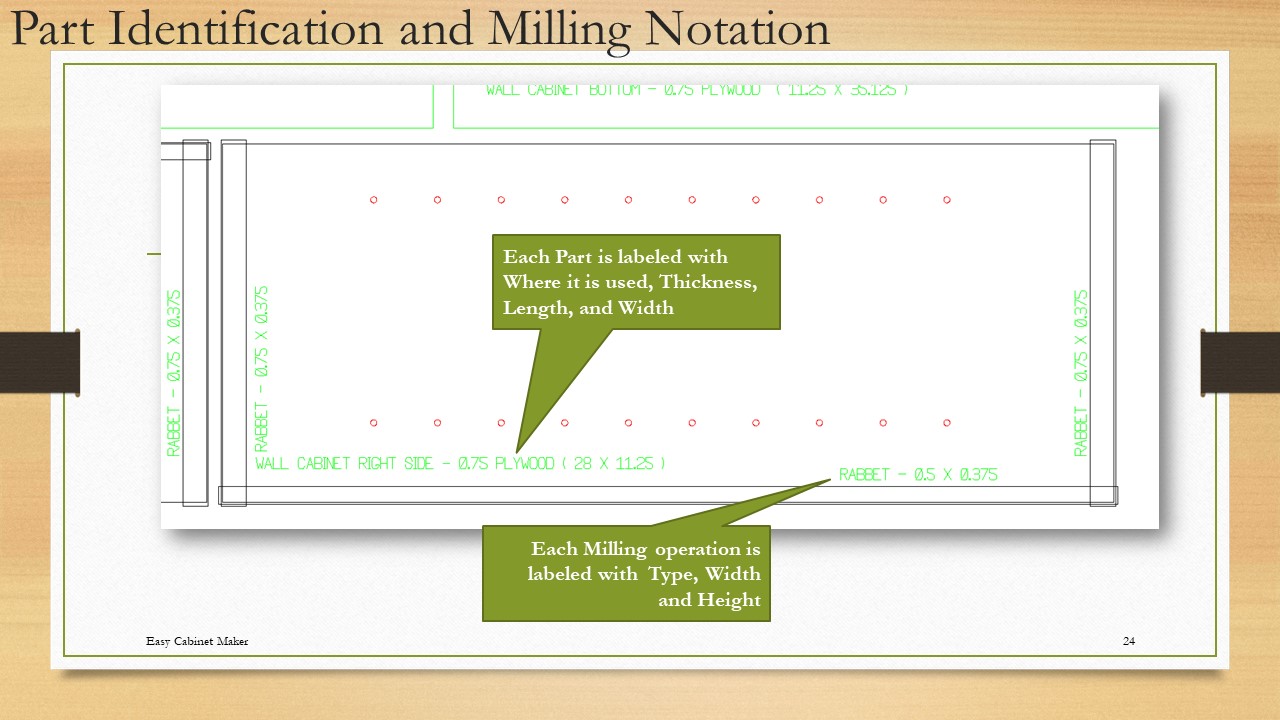 Part Identification and Milling Notation
WALL CABINET BOTTOM - 0.75 PLYWOOD ( 11.25 X 35.125 )
Each Part is labeled with
Where it is used, Thickness,
Length, and Width
RABBET - 0.75 X 0.375
RABBET - 0.75 X 0.375
RABBET - 0.75 X 0.375
WALL CABINET RIGHT SIDE - 0.75 PLYWOOD ( 28 X 11.25 )
RABBET - 0.5 X 0.375
Each Milling operation is
labeled with Type, Width
and Height
Easy Cabinet Maker
24